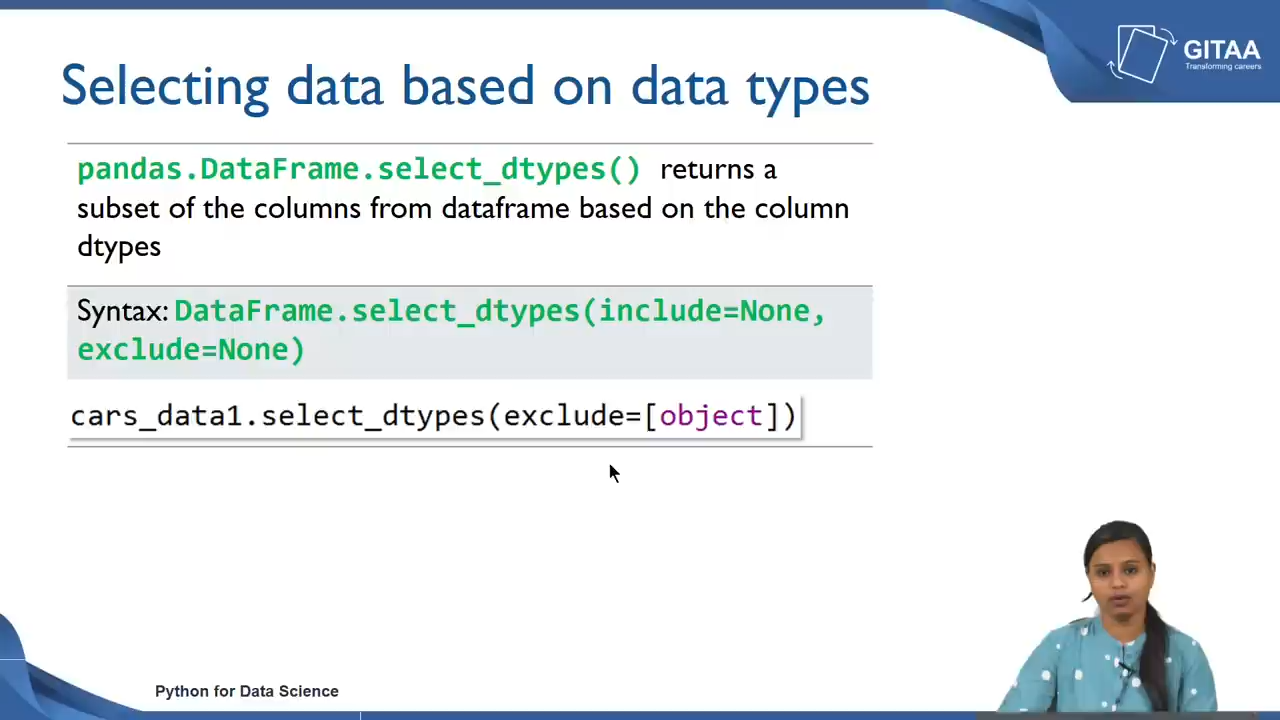 GITAA
Transforming careers
Selecting data based on data types
pandas.DataFrame.select_dtypes() returns a
subset of the columns from dataframe based on the column
dtypes
Syntax: DataFrame.select_dtypes(include=None,
exclude=None)
cars_data1.select_dtypes(exclude=[object])
Python for Data Science